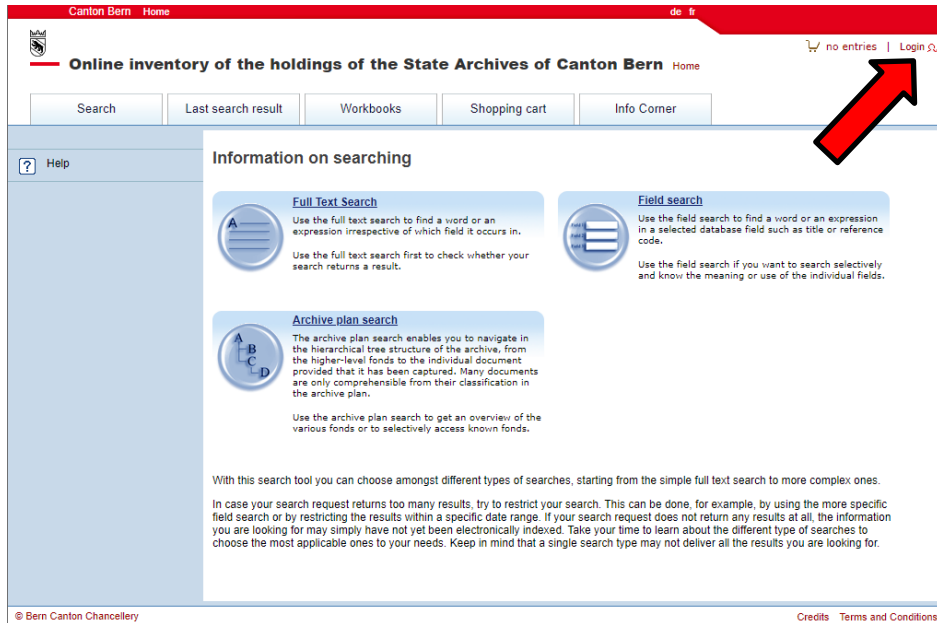 Canton Bern Home de fr
no entries | Login
Online inventory of the holdings of the State Archives of Canton Bern Home
Search Last search result Workbooks Shopping cart Info Corner
? Help
Information on searching
Full Text Search
Use the full text search to find a word or an
expression irrespective of which field it occurs in.
Use the full text search first to check whether your
search returns a result.
Field search
Use the field search to find a word or an expression
in a selected database field such as title or reference
code.
Use the field search if you want to search selectively
and know the meaning or use of the individual fields.
A
Archive plan search
The archive plan search enables you to navigate in
the hierarchical tree structure of the archive, from
the higher-level fonds to the individual document
provided that it has been captured. Many documents
are only comprehensible from their classification in
the archive plan.
Use the archive plan search to get an overview of the
various fonds or to selectively access known fonds.
A
B
C
D
With this search tool you can choose amongst different types of searches, starting from the simple full text search to more complex ones.
In case your search request returns too many results, try to restrict your search. This can be done, for example, by using the more specific
field search or by restricting the results within a specific date range. If your search request does not return any results at all, the information
you are looking for may simply have not yet been electronically indexed. Take your time to learn about the different type of searches to
choose the most applicable ones to your needs. Keep in mind that a single search type may not deliver all the results you are looking for.
© Bern Canton Chancellery Credits Terms and Conditions